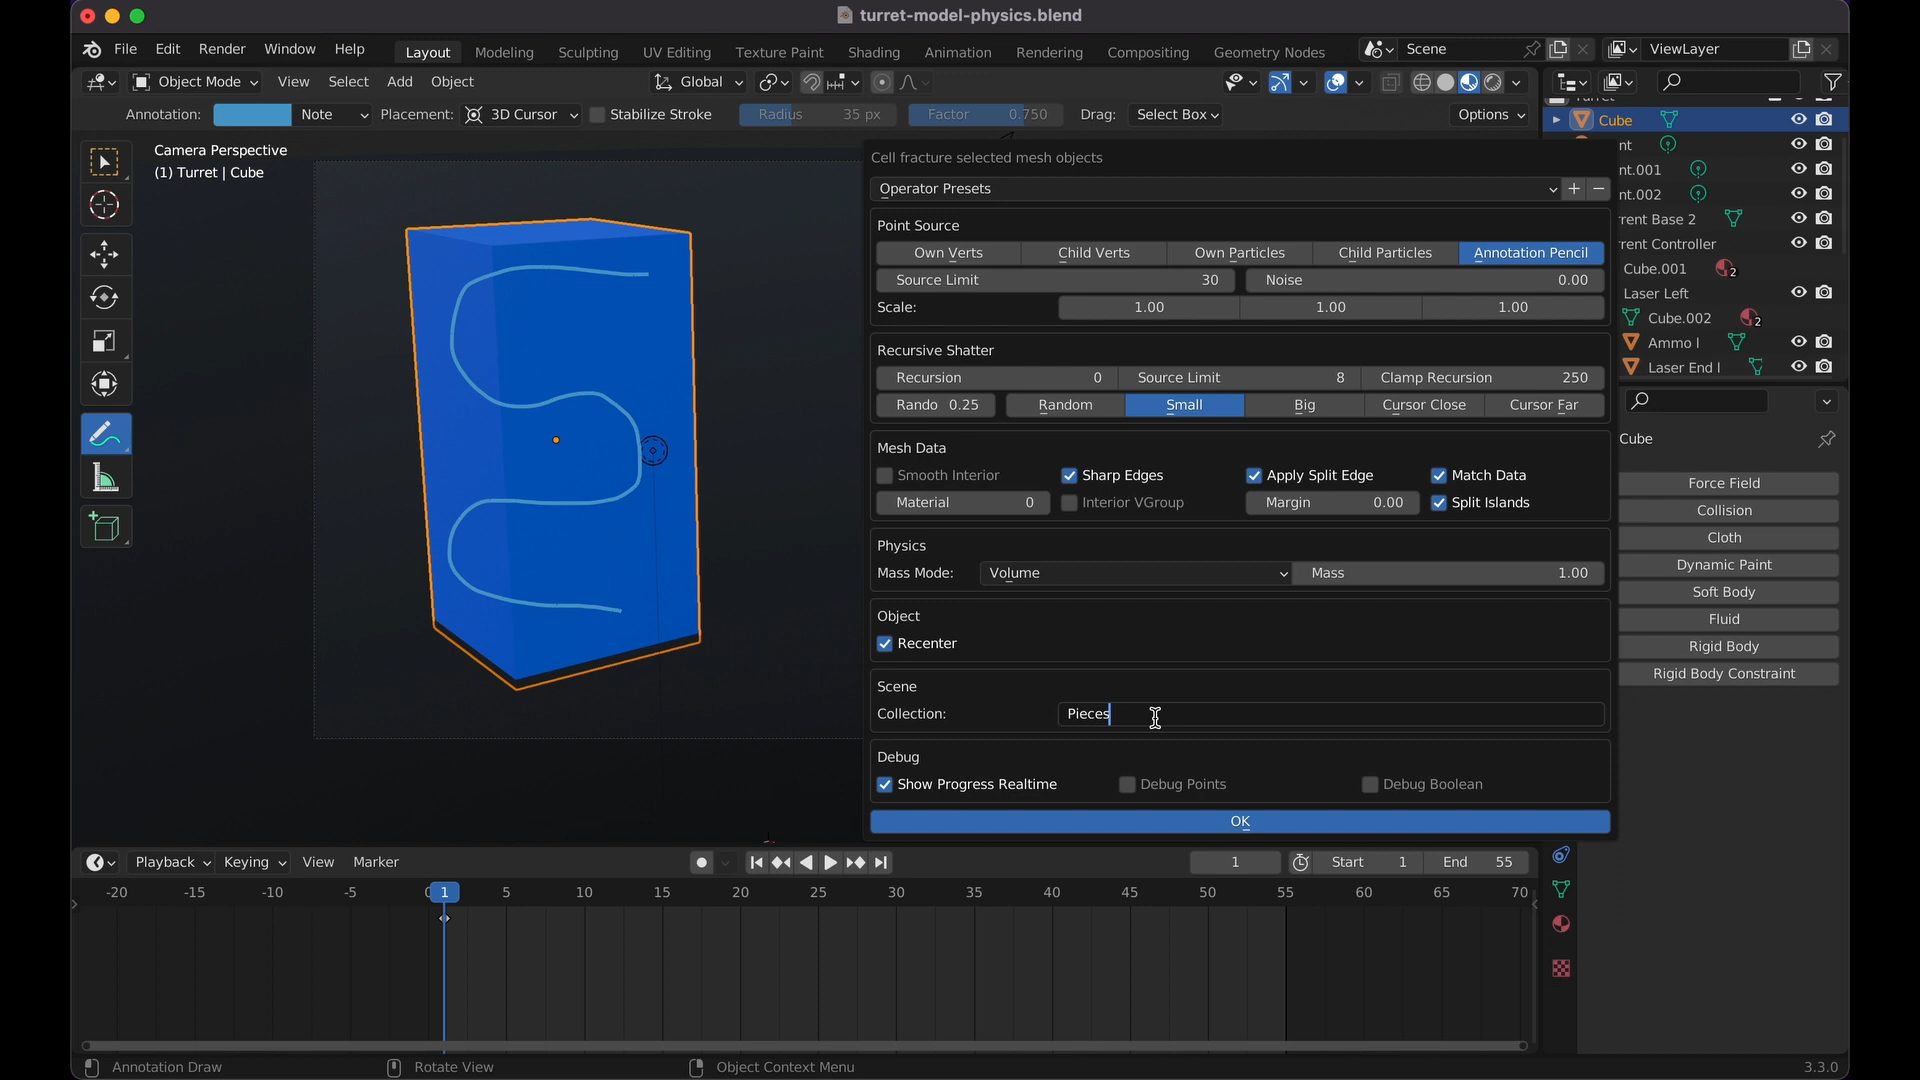 turret-model-physics.blend
File Edit Render Window Help Layout Modeling Sculpting UV Editing Texture Paint Shading Animation Rendering Compositing Geometry Nodes Scene ViewLayer
Object Mode View Select Add Object Global
Annotation: Note Placement: 3D Cursor Stabilize Stroke Radius 35 px Factor 0.750 Drag: Select Box Options
Camera Perspective
(1) Turret | Cube
Cell fracture selected mesh objects
Operator Presets
Point Source
Own Verts Child Verts Own Particles Child Particles Annotation Pencil
Source Limit 30 Noise 0.00
Scale: 1.00 1.00 1.00
Recursive Shatter
Recursion 0 Source Limit 8 Clamp Recursion 250
Rando 0.25 Random Small Big Cursor Close Cursor Far
Mesh Data
Smooth Interior Sharp Edges Apply Split Edge Match Data
Material 0 Interior VGroup Margin 0.00 Split Islands
Physics
Mass Mode: Volume Mass 1.00
Object
Recenter
Scene
Collection: Pieces
Debug
Show Progress Realtime Debug Points Debug Boolean
OK
Cube
nt
nt.001
nt.002
rrent Base 2
rrent Controller
Cube.001 2
Laser Left
Cube.002 2
Ammo l
Laser End l
Cube
Force Field
Collision
Cloth
Dynamic Paint
Soft Body
Fluid
Rigid Body
Rigid Body Constraint
Playback Keying View Marker 1 Start 1 End 55
-20 -15 -10 -5 0 1 5 10 15 20 25 30 35 40 45 50 55 60 65 70
Annotation Draw Rotate View Object Context Menu 3.3.0